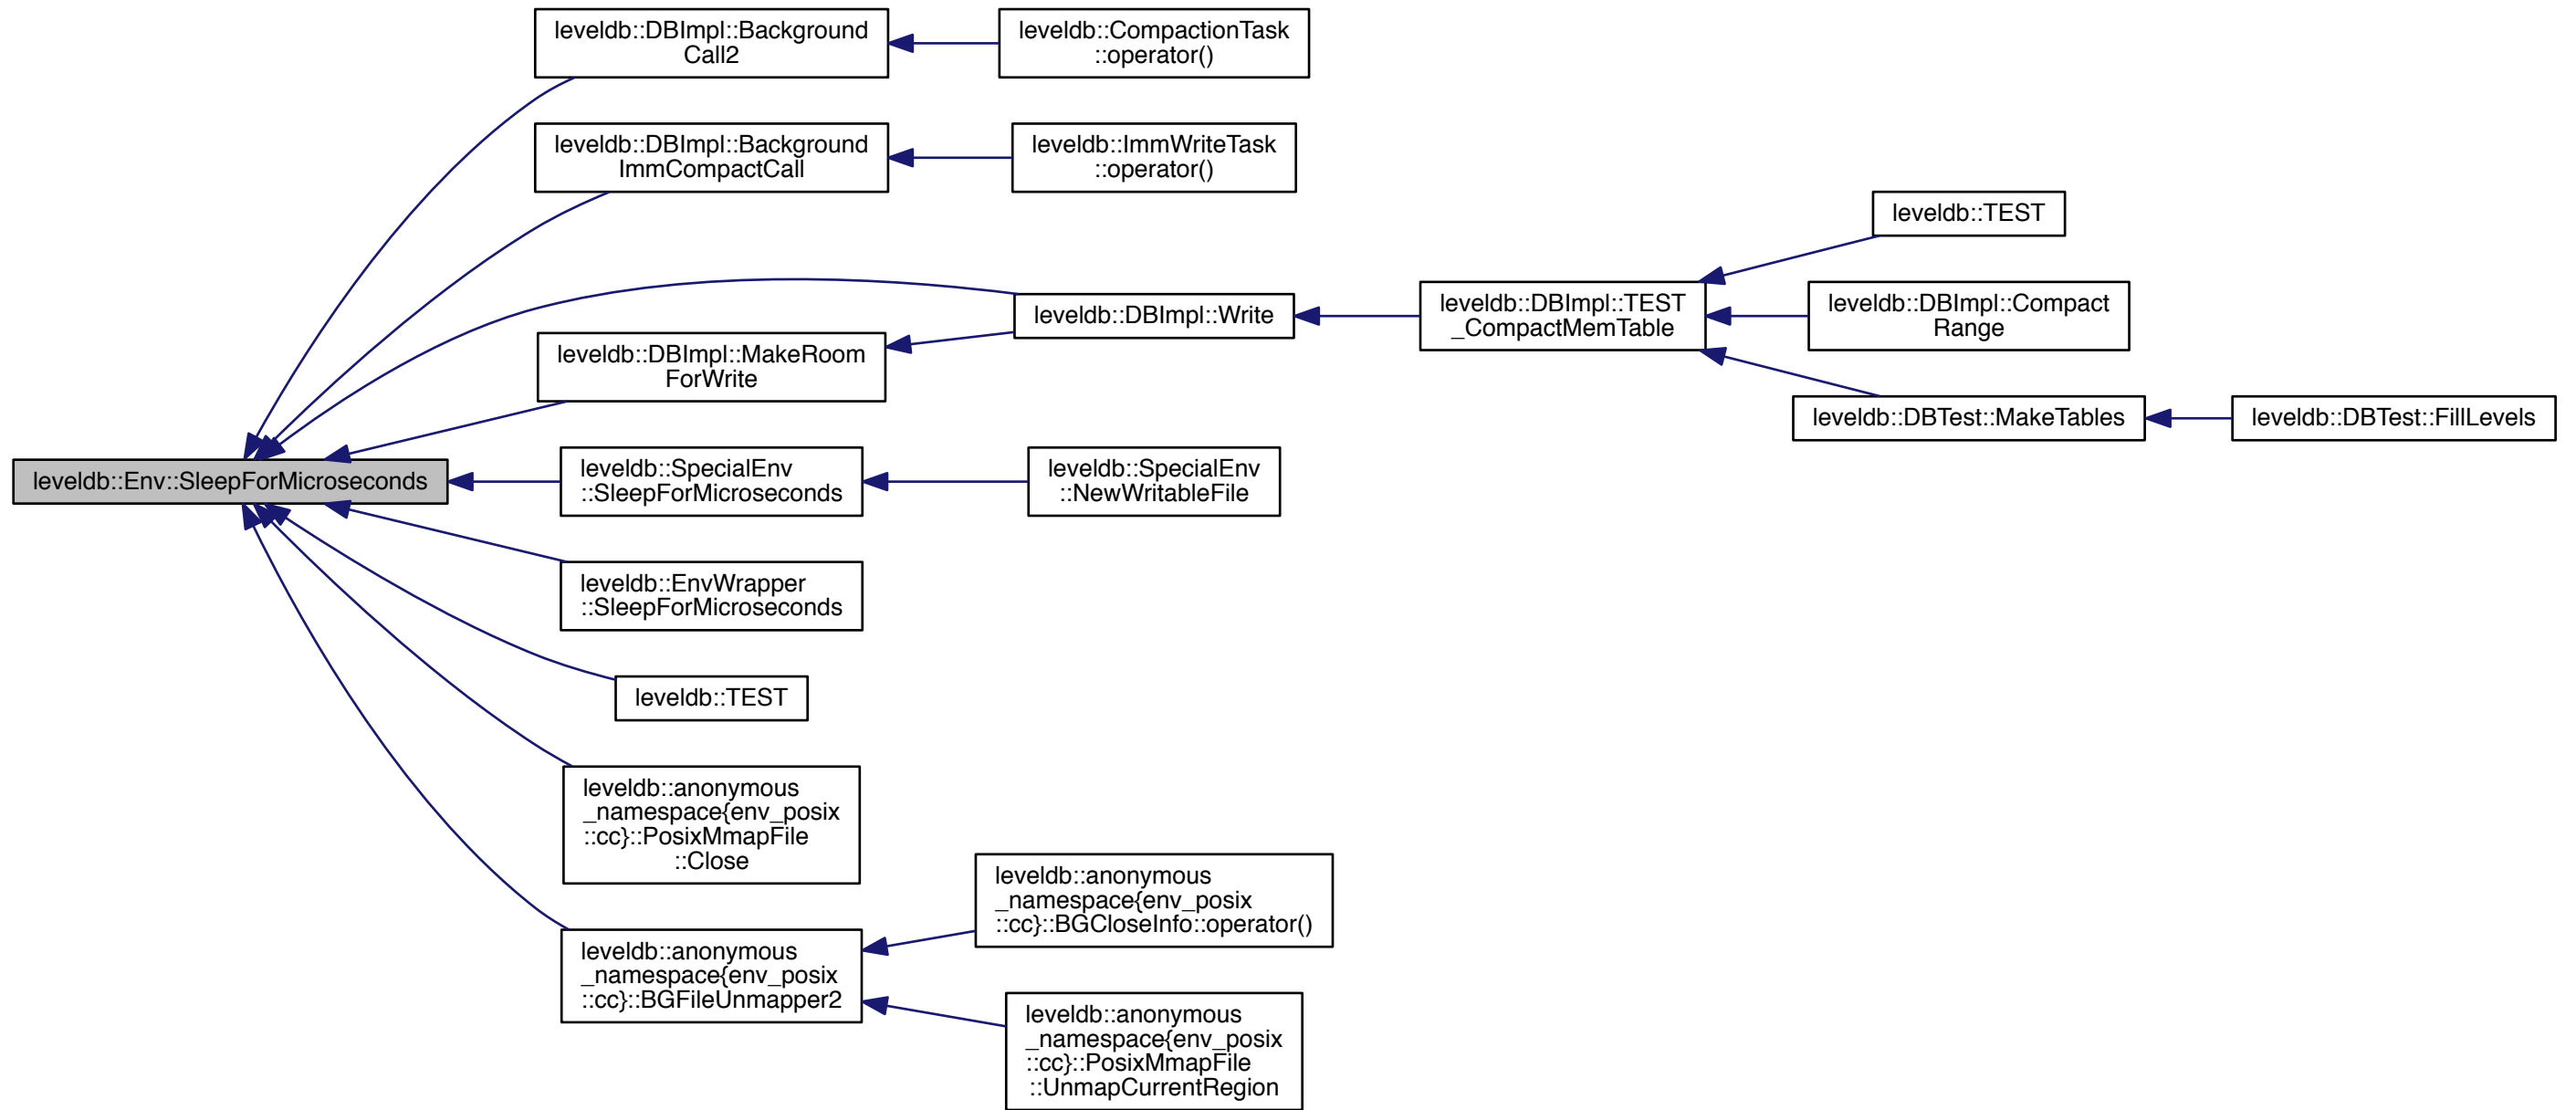 leveldb::DBImpl::Background
Call2
leveldb::CompactionTask
::operator()
leveldb::DBImpl::Background
ImmCompactCall
leveldb::ImmWriteTask
::operator()
leveldb::TEST
leveldb::DBImpl::Write
leveldb::DBImpl::TEST
_CompactMemTable
leveldb::DBImpl::Compact
Range
leveldb::DBImpl::MakeRoom
ForWrite
leveldb::DBTest::MakeTables
leveldb::DBTest::FillLevels
leveldb::Env::SleepForMicroseconds
leveldb::SpecialEnv
::SleepForMicroseconds
leveldb::SpecialEnv
::NewWritableFile
leveldb::EnvWrapper
::SleepForMicroseconds
leveldb::TEST
leveldb::anonymous
_namespace{env_posix
::cc}::PosixMmapFile
::Close
leveldb::anonymous
_namespace{env_posix
::cc}::BGCloseInfo::operator()
leveldb::anonymous
_namespace{env_posix
::cc}::BGFileUnmapper2
leveldb::anonymous
_namespace{env_posix
::cc}::PosixMmapFile
::UnmapCurrentRegion